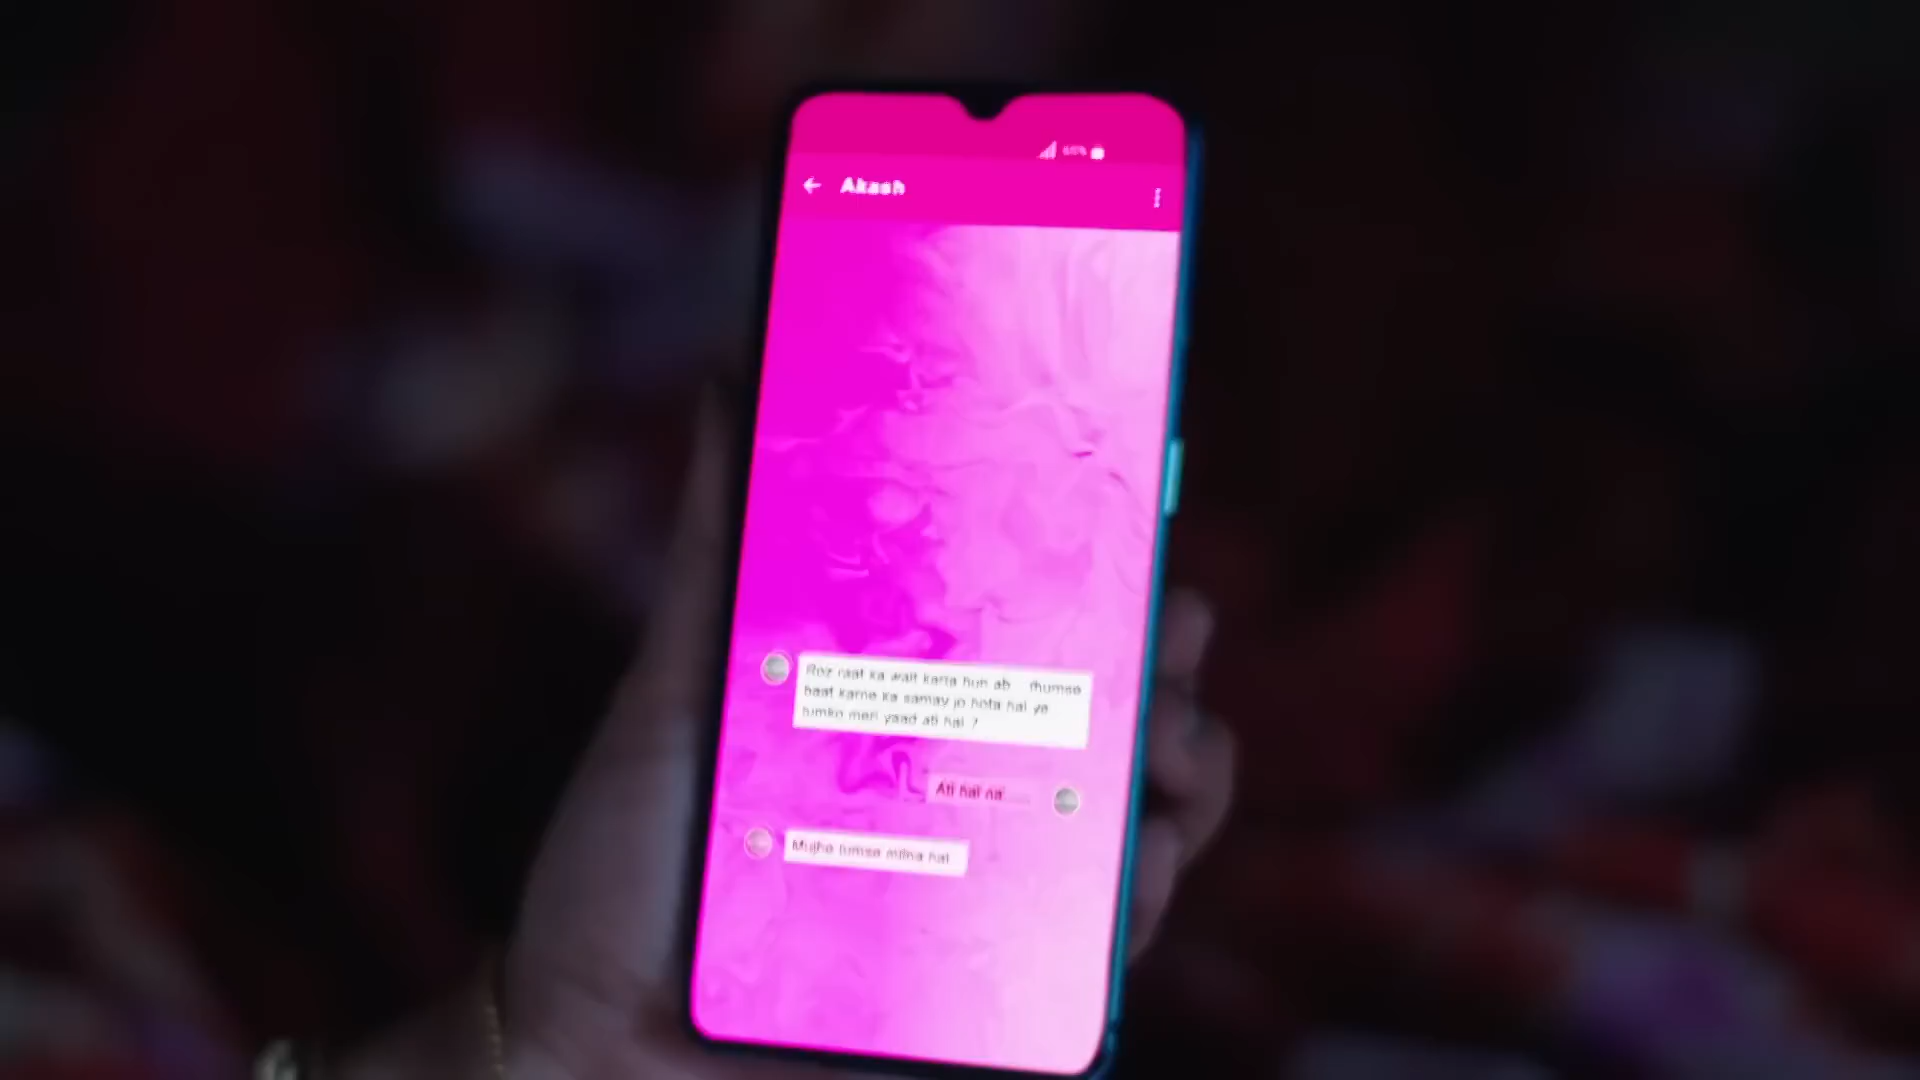 Akash
Roz raat ka wait karta hun ab
baat karne ka samay jo hota hai ye
tumko meri yaad ati hai ?
Ati hai na.....
Mujhe tumse milna hai